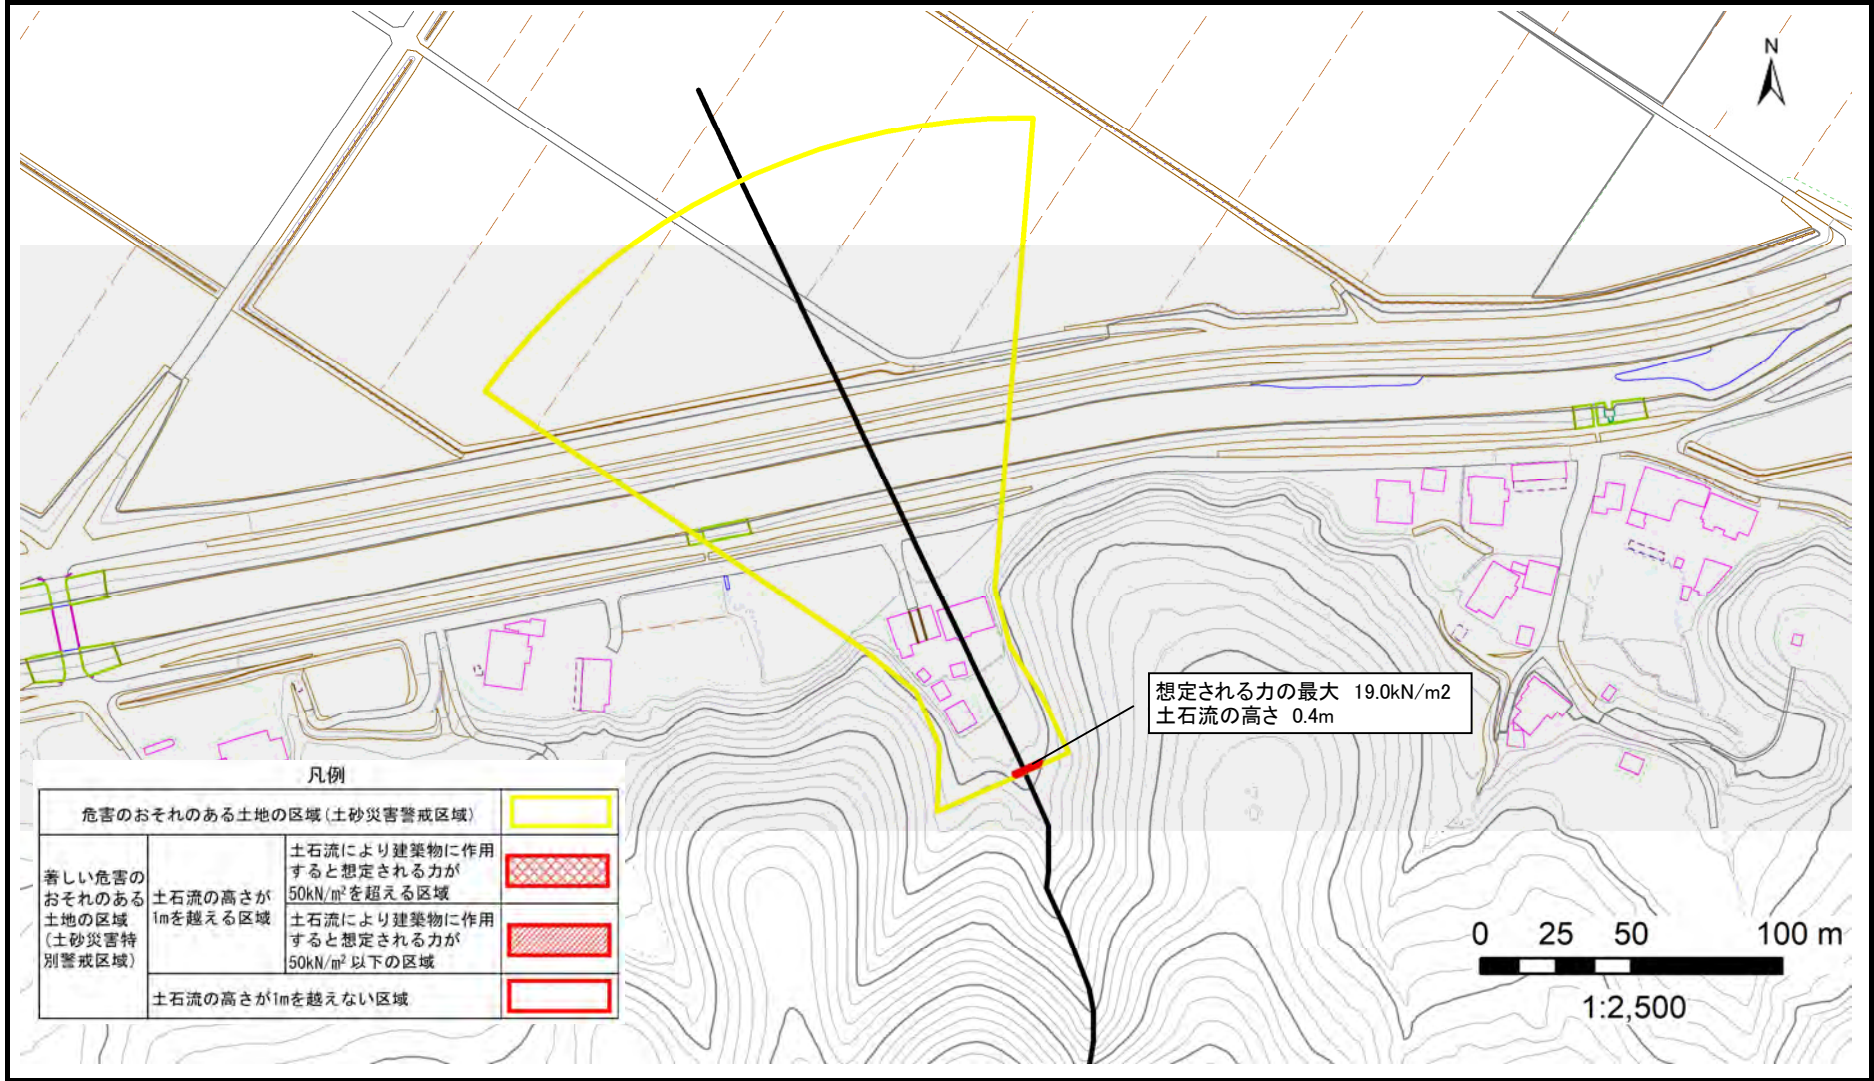 N
想定される力の最大 19.0kN/m2
土石流の高さ 0.4m
凡例
危害のおそれのある土地の区域(土砂災害警戒区域)
著しい危害の
おそれのある
土地の区域
(土砂災害特
別警戒区域)
土石流の高さが
1mを越える区域
土石流により建築物に作用
すると想定される力が
50kN/m²を超える区域
土石流により建築物に作用
すると想定される力が
50kN/m²以下の区域
土石流の高さが1mを越えない区域
0 25 50 100 m
1:2,500